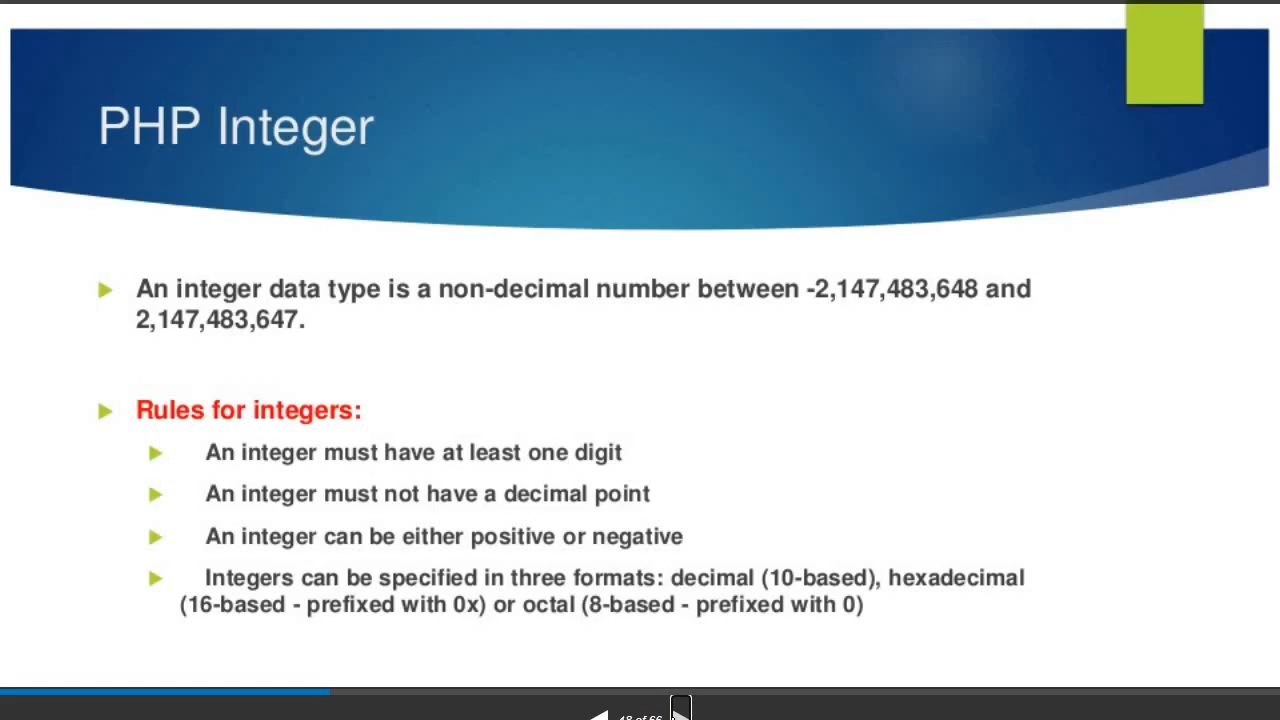 PHP Integer
An integer data type is a non-decimal number between -2,147,483,648 and
2,147,483,647.
Rules for integers:
An integer must have at least one digit
An integer must not have a decimal point
An integer can be either positive or negative
Integers can be specified in three formats: decimal (10-based), hexadecimal
(16-based - prefixed with 0x) or octal (8-based - prefixed with 0)